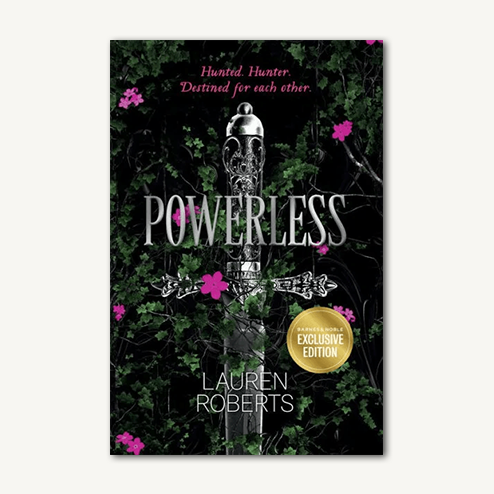 Hunted. Hunter.
Destined for each other.
POWERLESS
BARNES & NOBLE
EXCLUSIVE
EDITION
LAUREN
ROBERTS